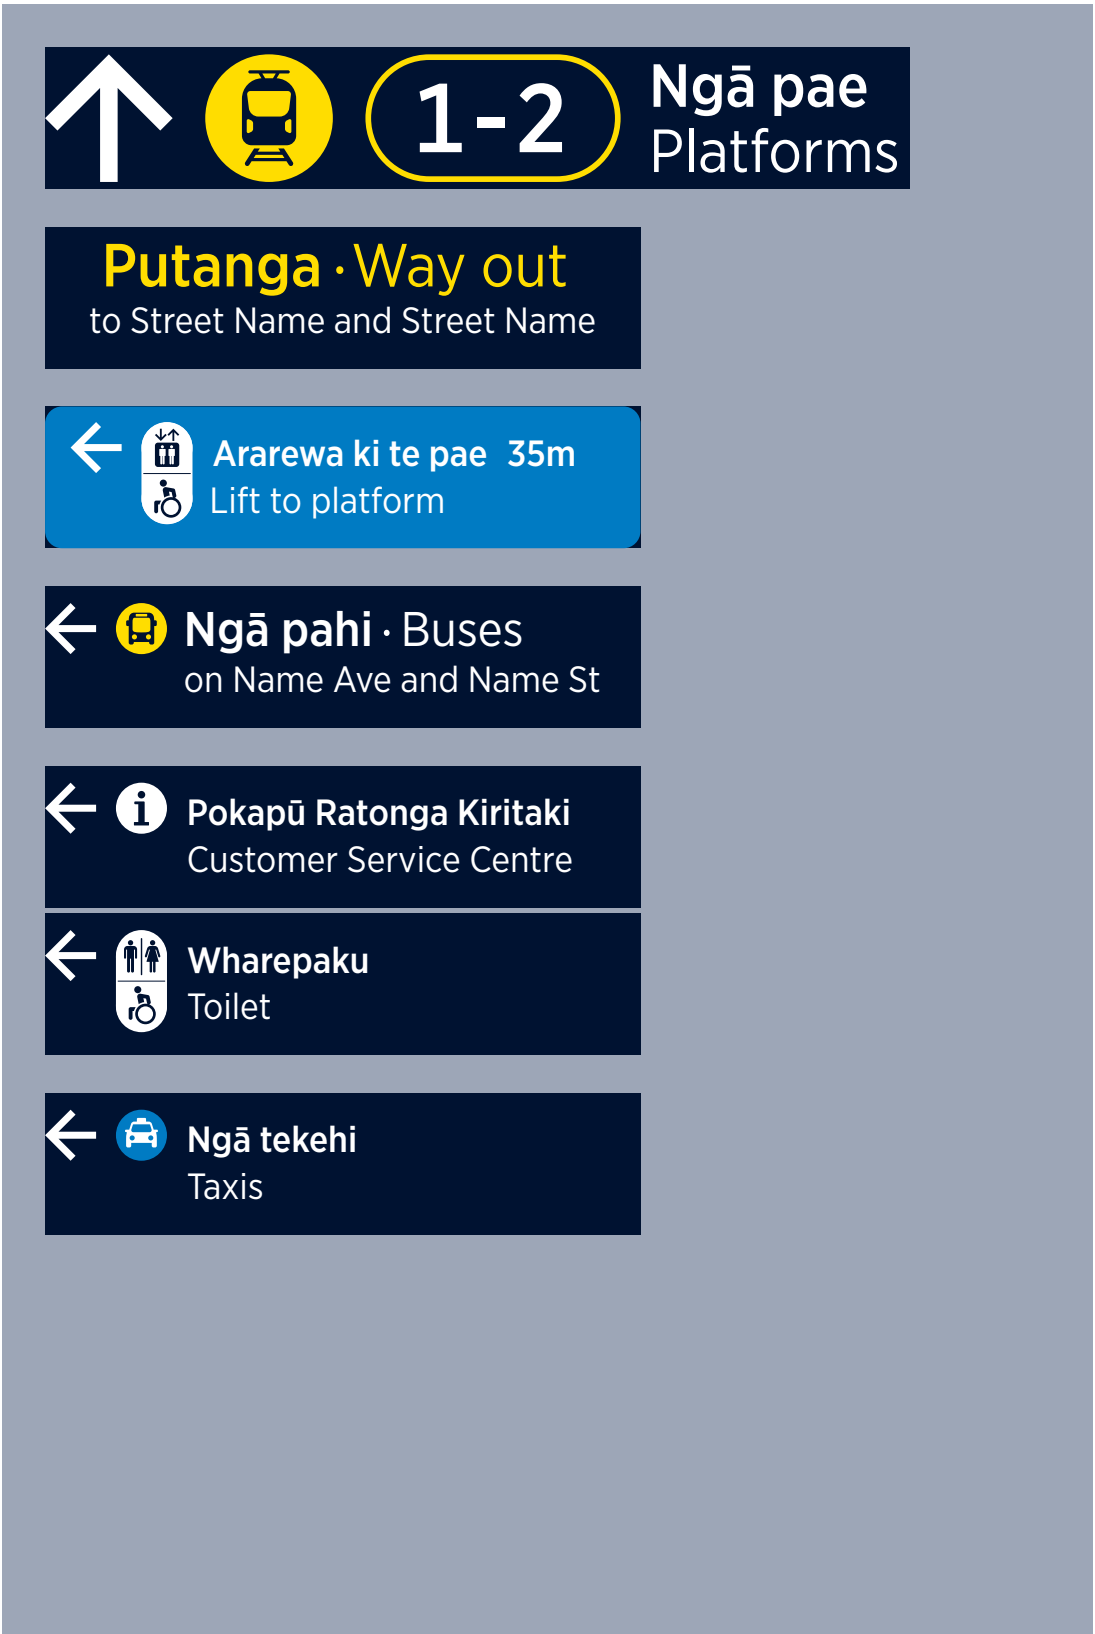 1-2
Ngā pae
Platforms
Putanga · Way out
to Street Name and Street Name
Ararewa ki te pae 35m
Lift to platform
Ngā pahi · Buses
on Name Ave and Name St
Pokapū Ratonga Kiritaki
Customer Service Centre
Wharepaku
Toilet
Ngā tekehi
Taxis